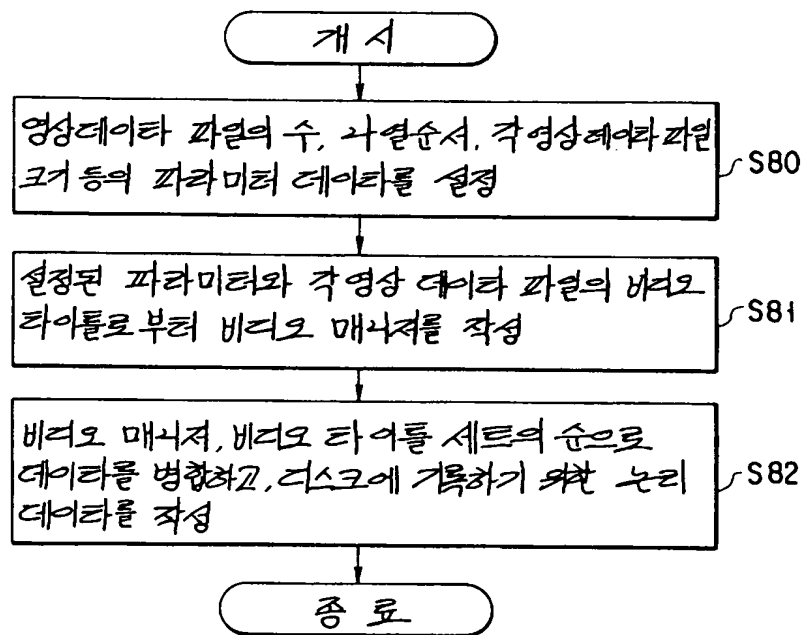 개시
영상데이타 파일의 수, 나열순서, 각 영상데이타 파일
크기 등의 파라미터 데이타를 설정
S80
설정된 파라미터와 각 영상 데이타 파일의 비디오
타이틀로부터 비디오 매니저를 작성
S81
비디오 매니저, 비디오 타이틀 세트의 순으로
데이타를 병합하고, 디스크에 기록하기 위한 논리
데이타를 작성
S82
종료